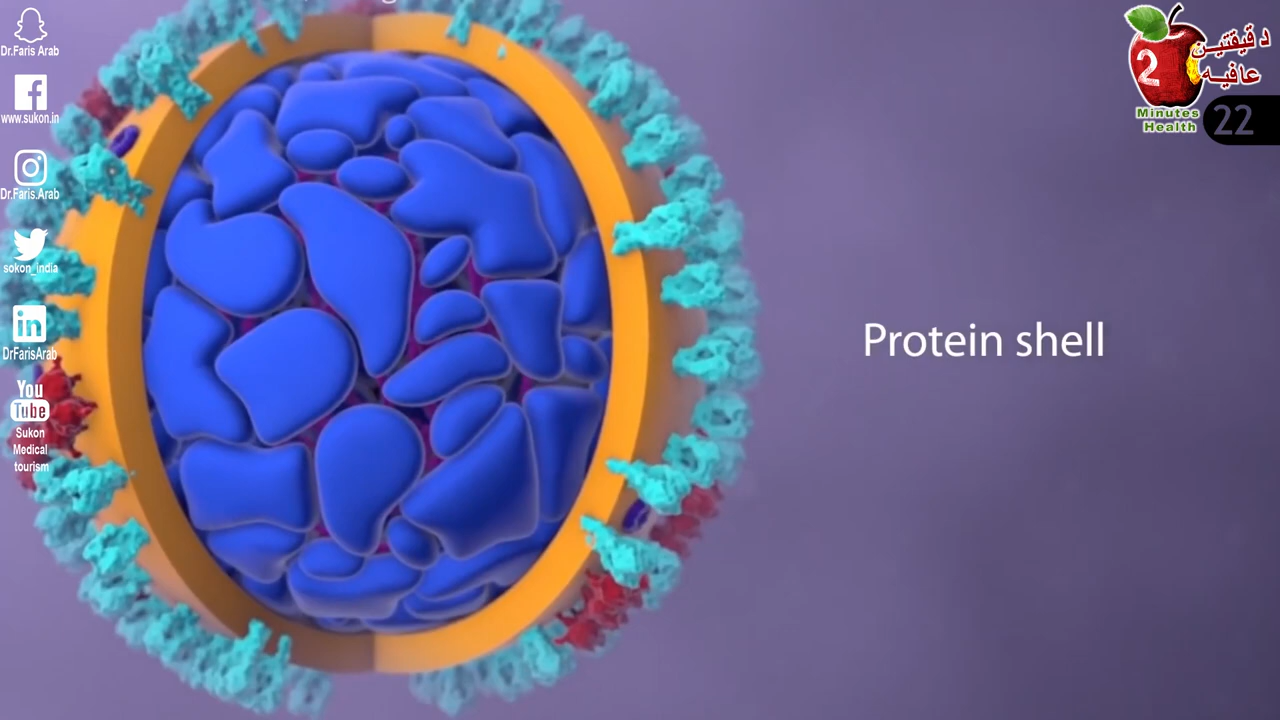 Dr.Faris Arab
www.sukon.in
Dr.Faris.Arab
sokon_india
in
DrFarisArab
You
Tube
Sukon
Medical
tourism
Protein shell
2
دقيقتين
عافيه
Minutes
Health
22